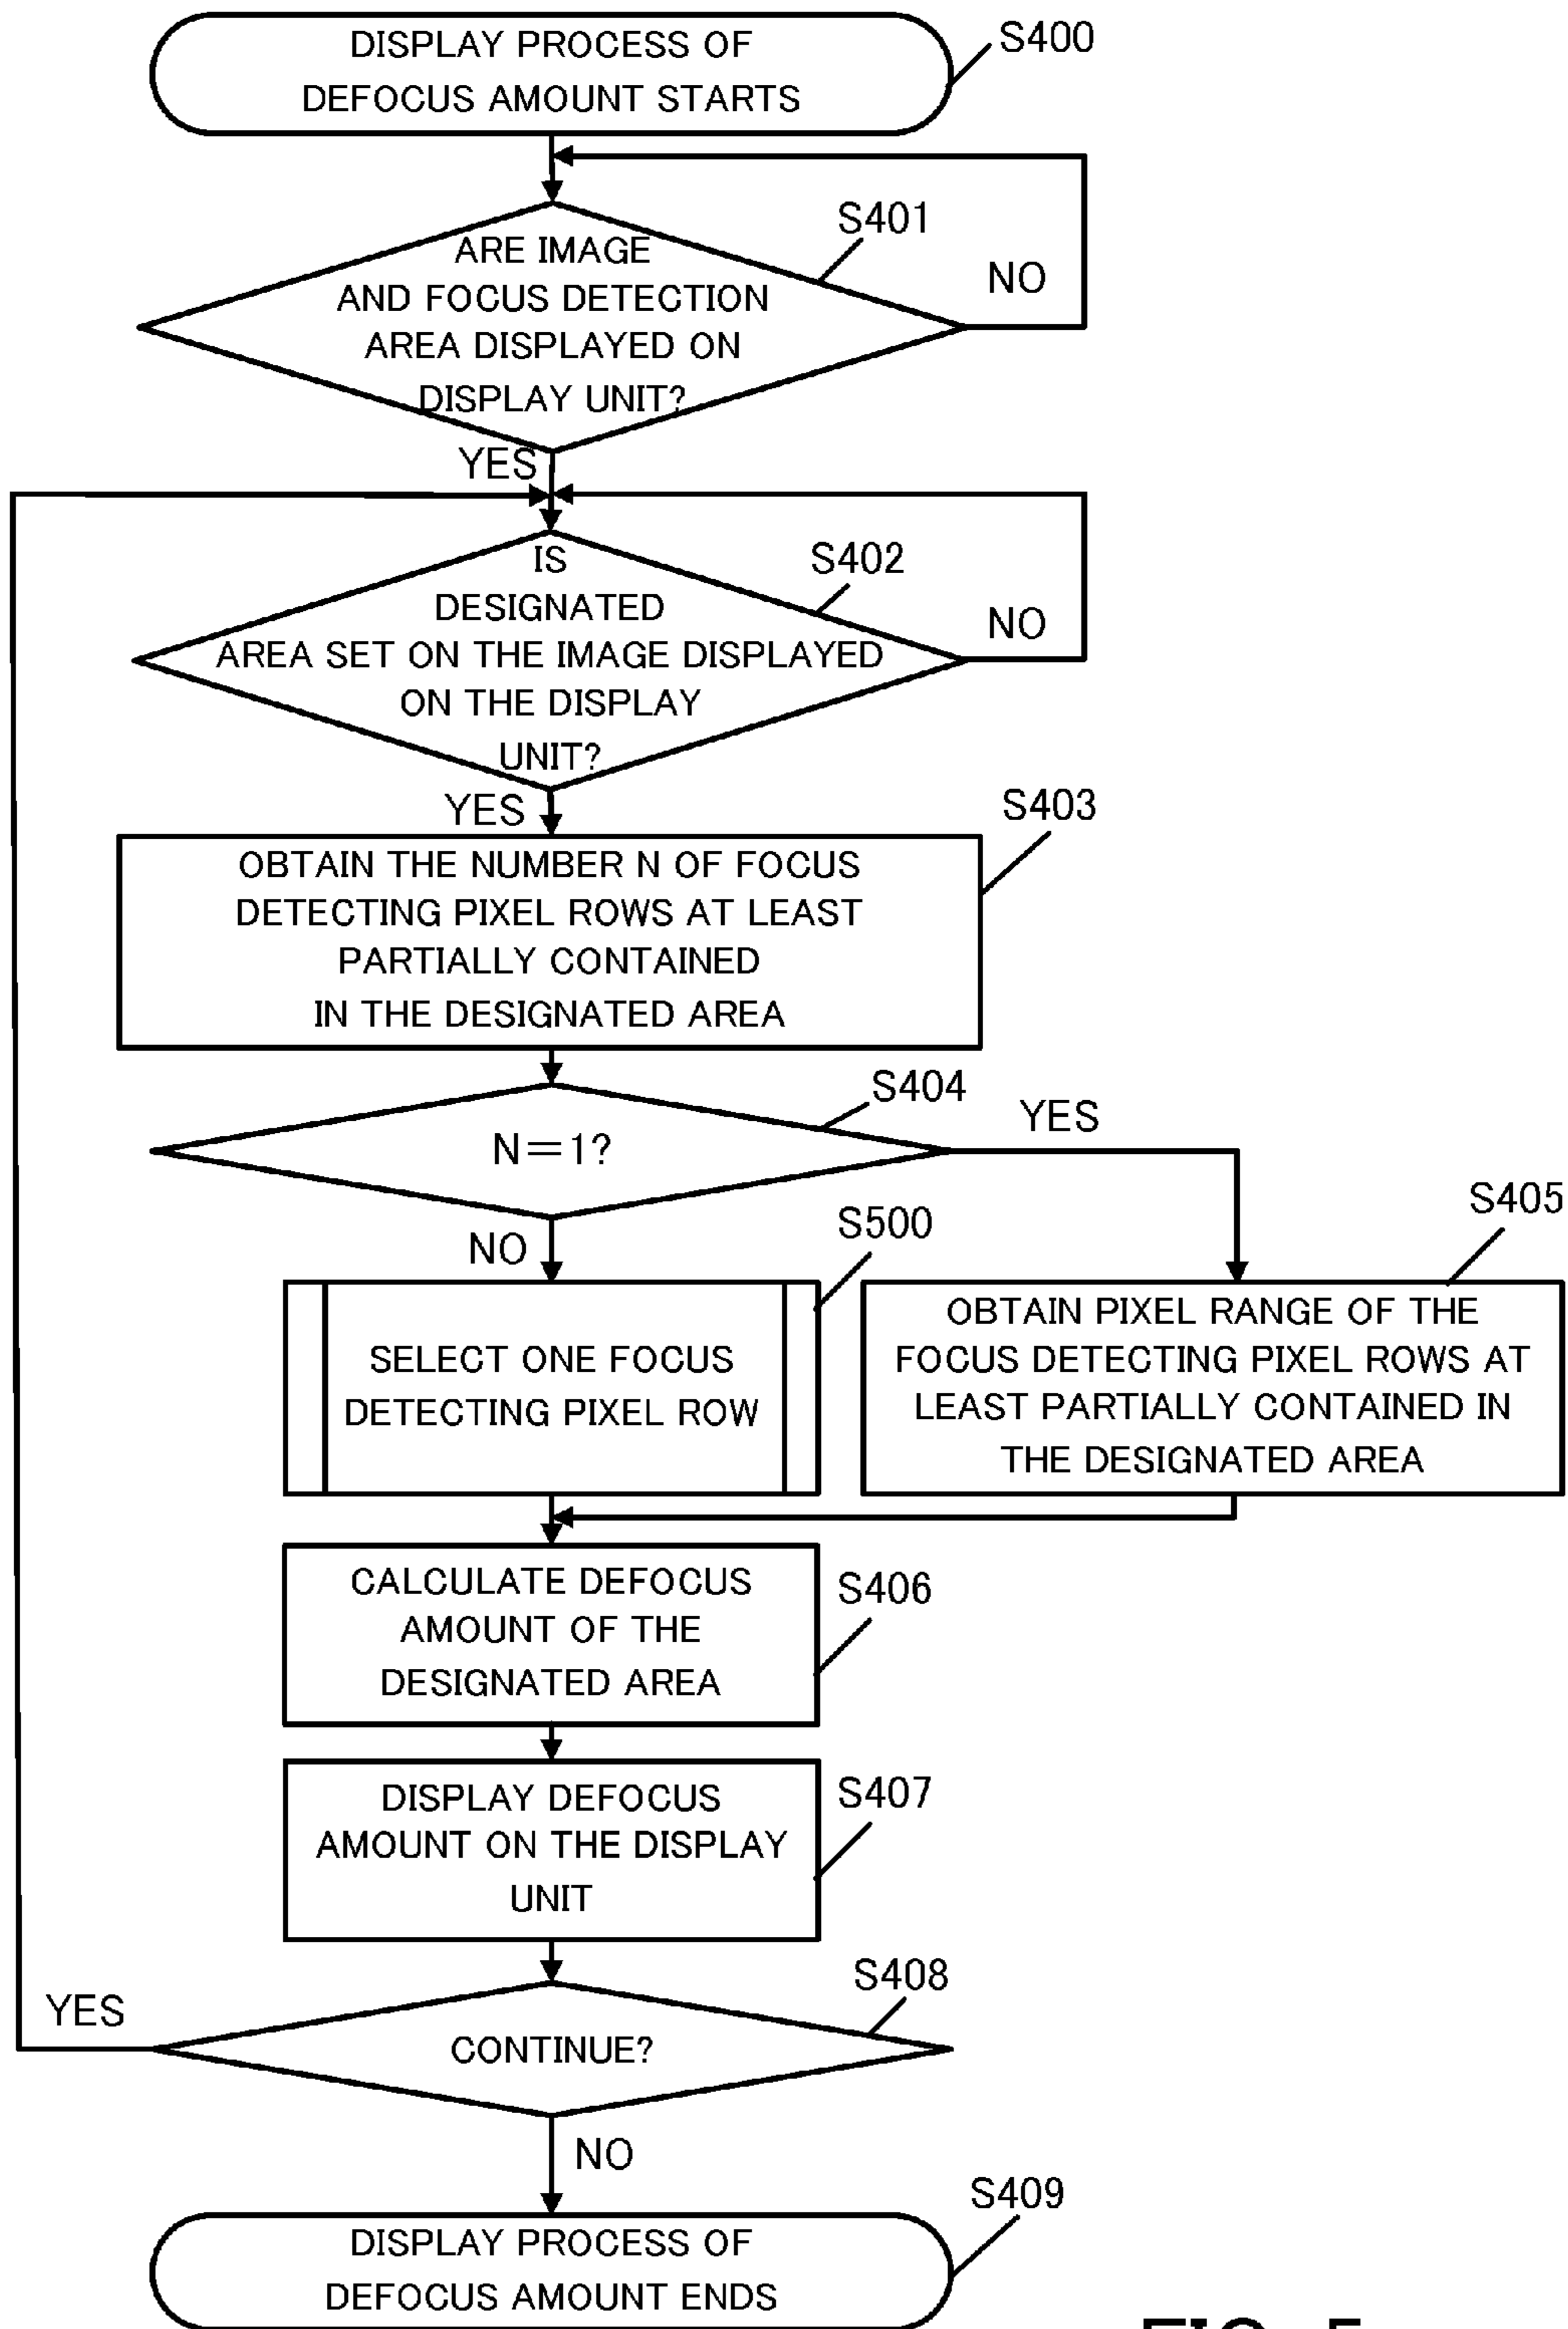 DISPLAY PROCESS OF
DEFOCUS AMOUNT STARTS
S400
ARE IMAGE
AND FOCUS DETECTION
AREA DISPLAYED ON
DISPLAY UNIT?
S401
NO
YES
IS
DESIGNATED
AREA SET ON THE IMAGE DISPLAYED
ON THE DISPLAY
UNIT?
S402
NO
YES
S403
OBTAIN THE NUMBER N OF FOCUS
DETECTING PIXEL ROWS AT LEAST
PARTIALLY CONTAINED
IN THE DESIGNATED AREA
S404
N=1?
YES
NO
S500
SELECT ONE FOCUS
DETECTING PIXEL ROW
S405
OBTAIN PIXEL RANGE OF THE
FOCUS DETECTING PIXEL ROWS AT
LEAST PARTIALLY CONTAINED IN
THE DESIGNATED AREA
CALCULATE DEFOCUS
AMOUNT OF THE
DESIGNATED AREA
S406
DISPLAY DEFOCUS
AMOUNT ON THE DISPLAY
UNIT
S407
S408
CONTINUE?
YES
NO
S409
DISPLAY PROCESS OF
DEFOCUS AMOUNT ENDS